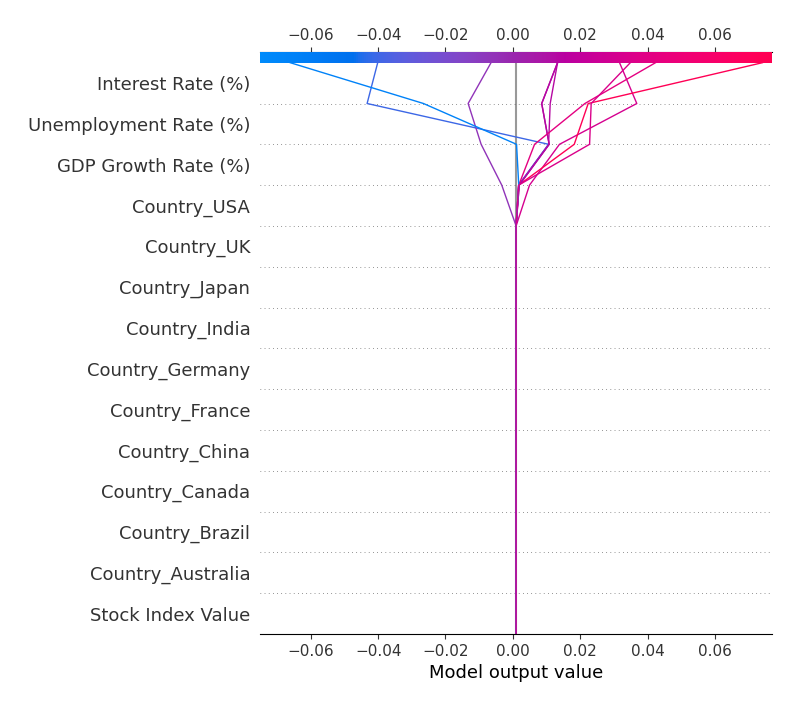 −0.06 −0.04 −0.02 0.00 0.02 0.04 0.06
Interest Rate (%)
Unemployment Rate (%)
GDP Growth Rate (%)
Country_USA
Country_UK
Country_Japan
Country_India
Country_Germany
Country_France
Country_China
Country_Canada
Country_Brazil
Country_Australia
Stock Index Value
−0.06 −0.04 −0.02 0.00 0.02 0.04 0.06
Model output value